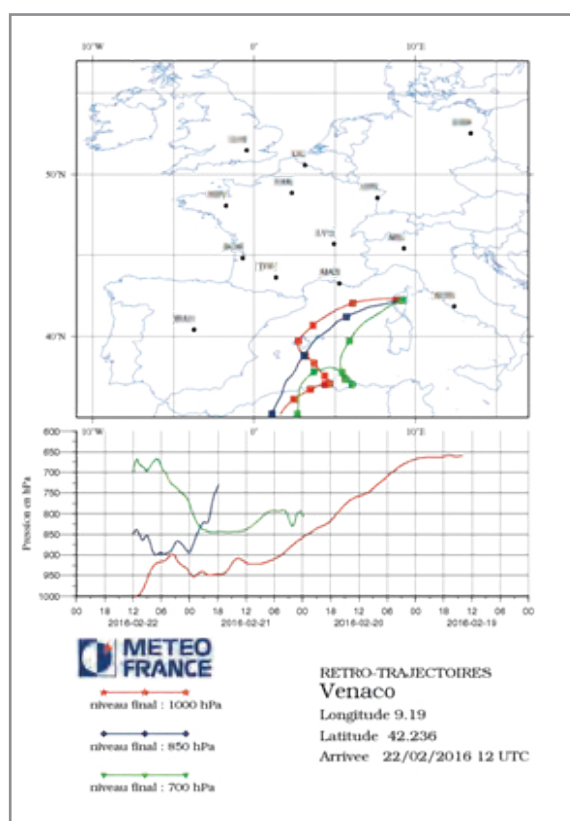 10°W 0° 10°E
50°N
40°N
10°W 0° 10°E
Pression en hPa
600
650
700
750
800
850
900
950
1000
00 18 12 06 00 18 12 06 00 18 12 06 00 18 12 06 00
2016-02-22 2016-02-21 2016-02-20 2016-02-19
METEO
FRANCE
niveau final : 1000 hPa
niveau final : 850 hPa
niveau final : 700 hPa
RETRO-TRAJECTOIRES
Venaco
Longitude 9.19
Latitude 42.236
Arrivee 22/02/2016 12 UTC